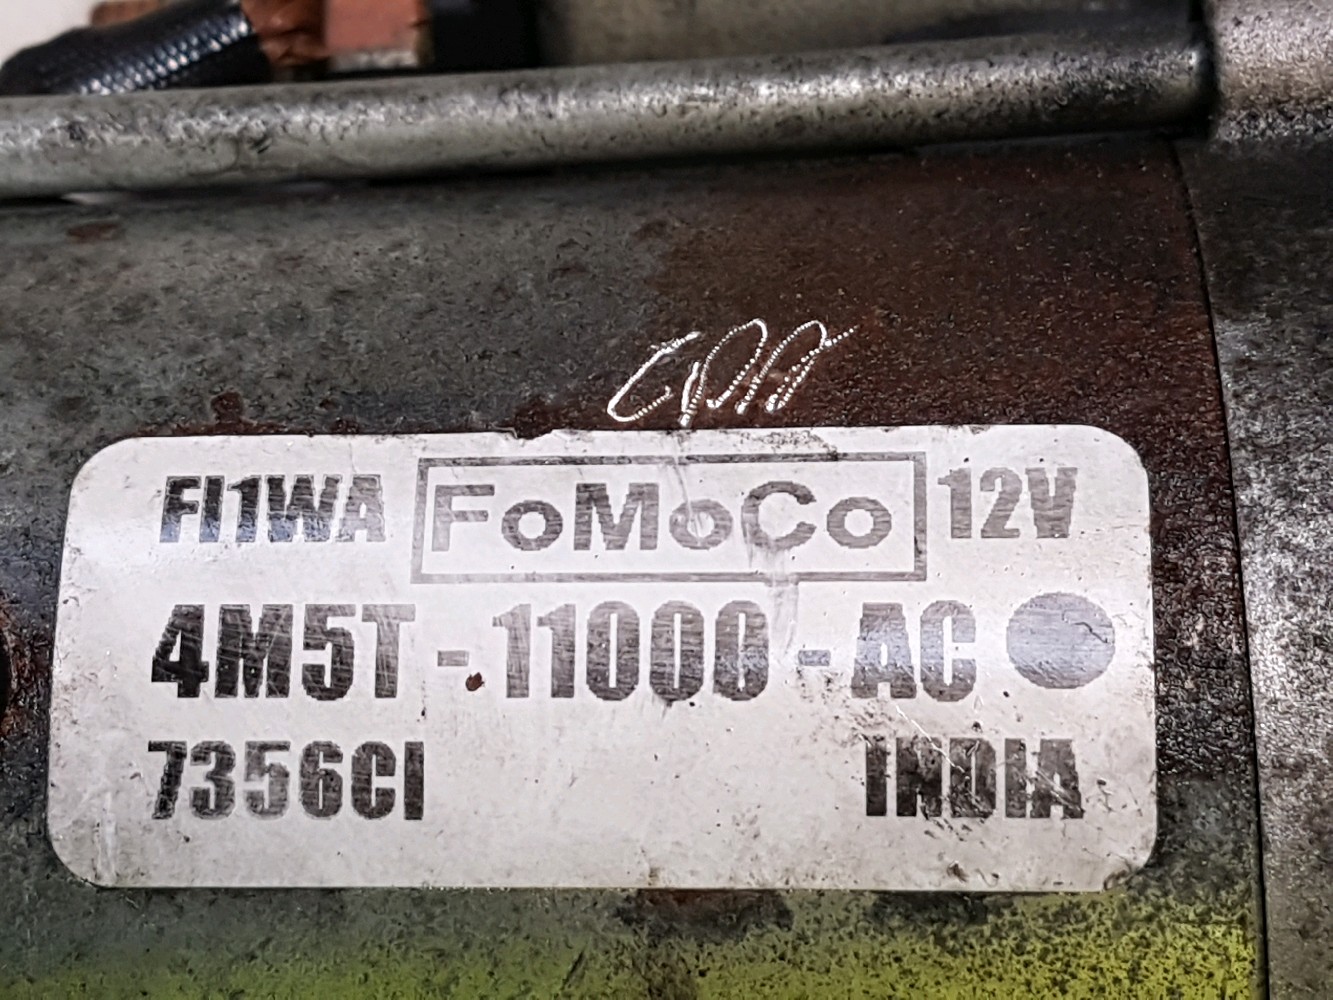 FI1WA FoMoCo 12V
4M5T-11000-AC
7356CI INDIA